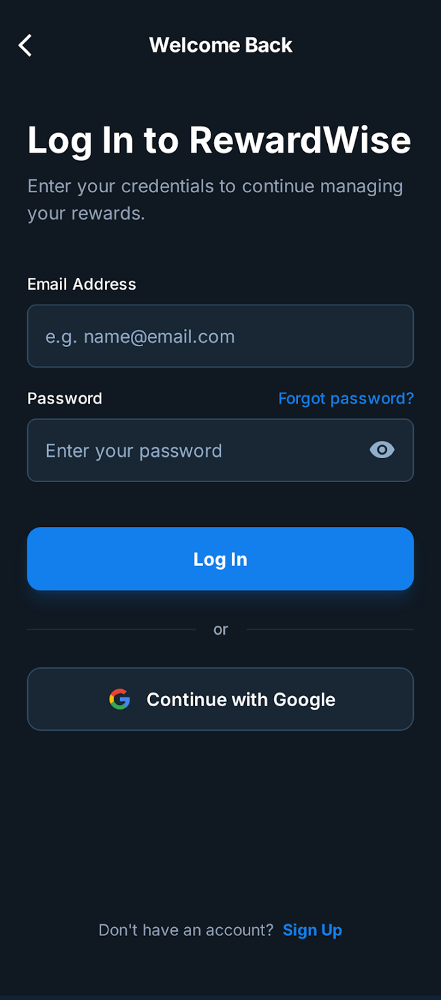 Welcome Back
Log In to RewardWise
Enter your credentials to continue managing
your rewards.
Email Address
e.g. name@email.com
Password
Forgot password?
Enter your password
Log In
or
Continue with Google
Don't have an account? Sign Up